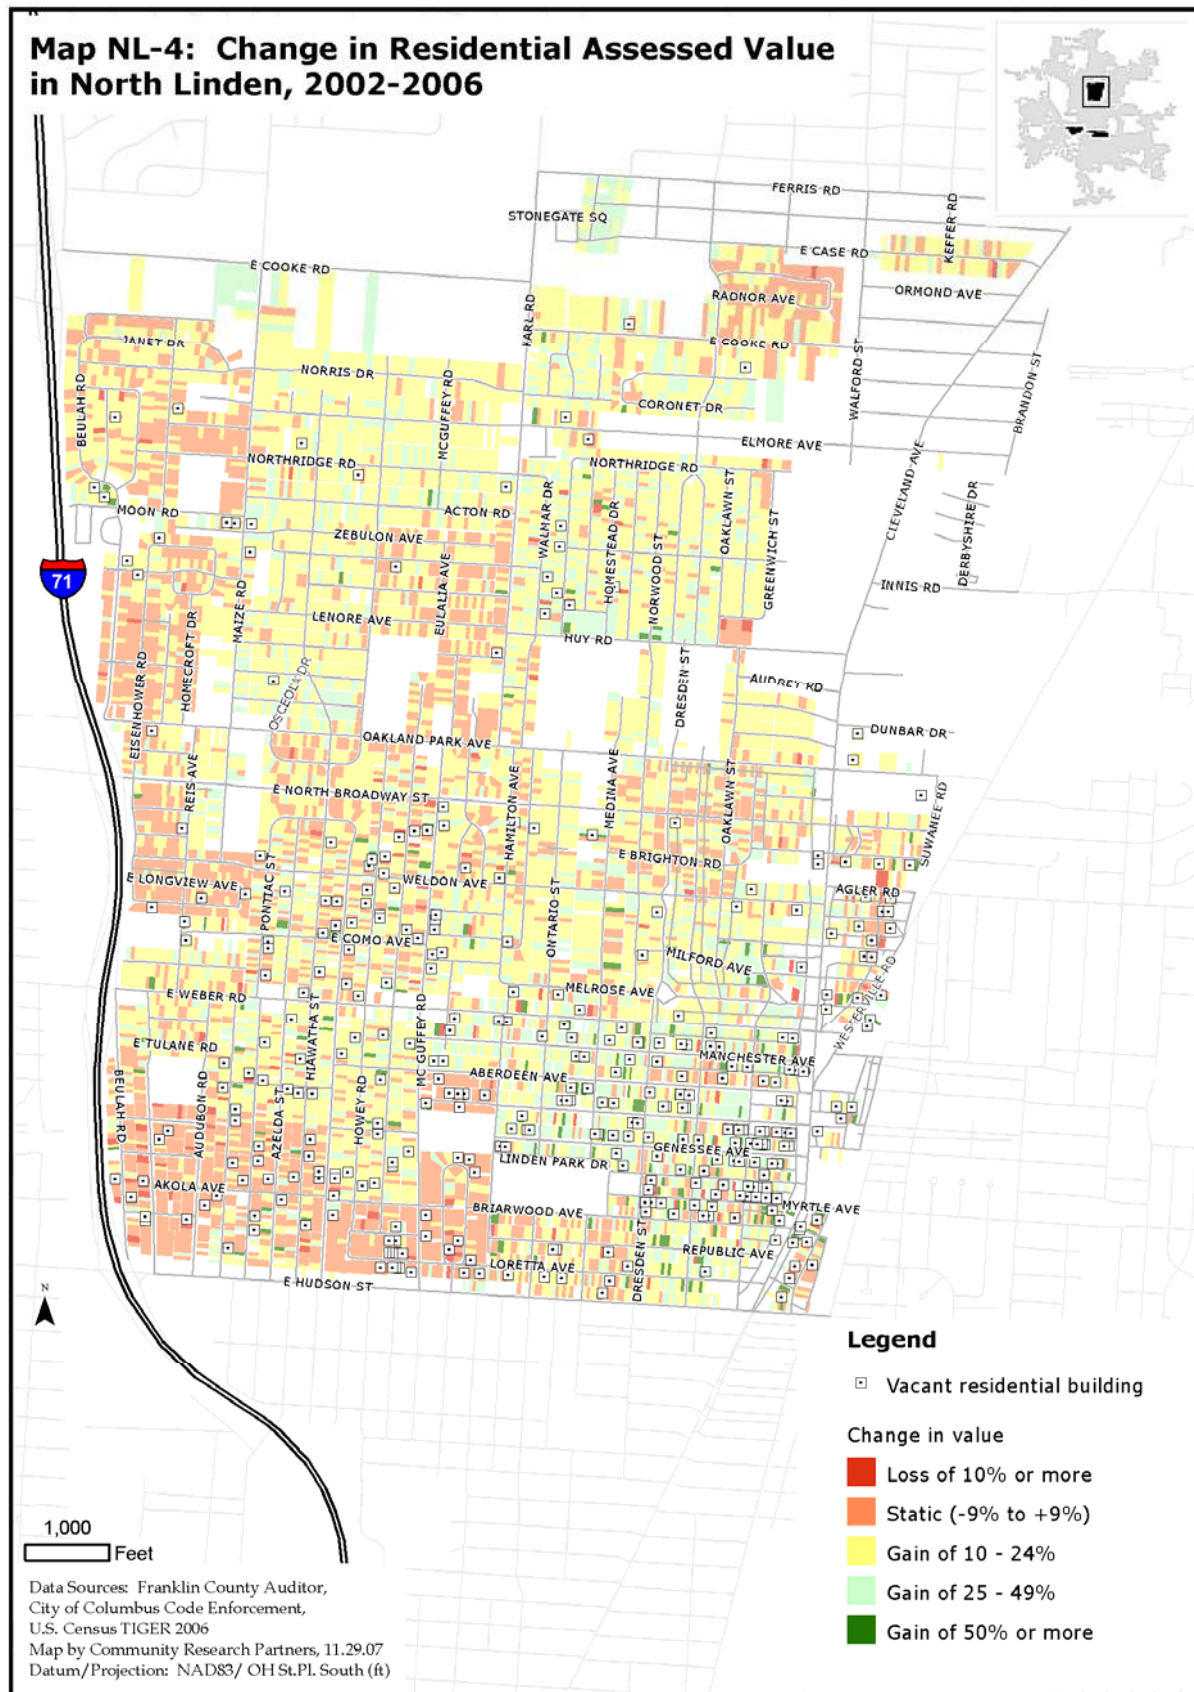 Map NL-4: Change in Residential Assessed Value
in North Linden, 2002-2006
FERRIS RD
STONEGATE SQ
KEFFER RD
E CASE RD
E COOKE RD
ORMOND AVE
RADNOR AVE
KARL RD
E COOKE RD
JANET DR
WALFORD ST
BRANDON ST
NORRIS DR
MCGUFFEY RD
BEULAH RD
CORONET DR
ELMORE AVE
NORTHRIDGE RD
NORTHRIDGE RD
CLEVELAND AVE
OAKLAWN ST
WALMAR DR
DERBYSHIRE DR
MOON RD
ACTON RD
HOMESTEAD DR
GREENWICH ST
ZEBULON AVE
NORWOOD ST
EULALIA AVE
71
INNIS RD
MAIZE RD
HOMECROFT DR
LENORE AVE
HUY RD
EISENHOWER RD
OSCEOLA DR
DRESDEN ST
AUDREY RD
OAKLAND PARK AVE
DUNBAR DR
REIS AVE
E NORTH BROADWAY ST
HAMILTON AVE
MEDINA AVE
OAKLAWN ST
SUWANEE RD
E BRIGHTON RD
E LONGVIEW AVE
PONTIAC ST
WELDON AVE
AGLER RD
ONTARIO ST
E COMO AVE
MILFORD AVE
WESTERVILLE RD
E WEBER RD
MELROSE AVE
HIAWATHA ST
MC GUFFEY RD
E TULANE RD
MANCHESTER AVE
BEULAH RD
AUDUBON RD
AZELDA ST
HOWEY RD
ABERDEEN AVE
GENESSEE AVE
LINDEN PARK DR
AKOLA AVE
BRIARWOOD AVE
MYRTLE AVE
DRESDEN ST
REPUBLIC AVE
LORETTA AVE
E HUDSON ST
N
Legend
Vacant residential building
Change in value
Loss of 10% or more
Static (-9% to +9%)
Gain of 10 - 24%
Gain of 25 - 49%
Gain of 50% or more
1,000
Feet
Data Sources: Franklin County Auditor,
City of Columbus Code Enforcement,
U.S. Census TIGER 2006
Map by Community Research Partners, 11.29.07
Datum/Projection: NAD83/ OH St.Pl. South (ft)